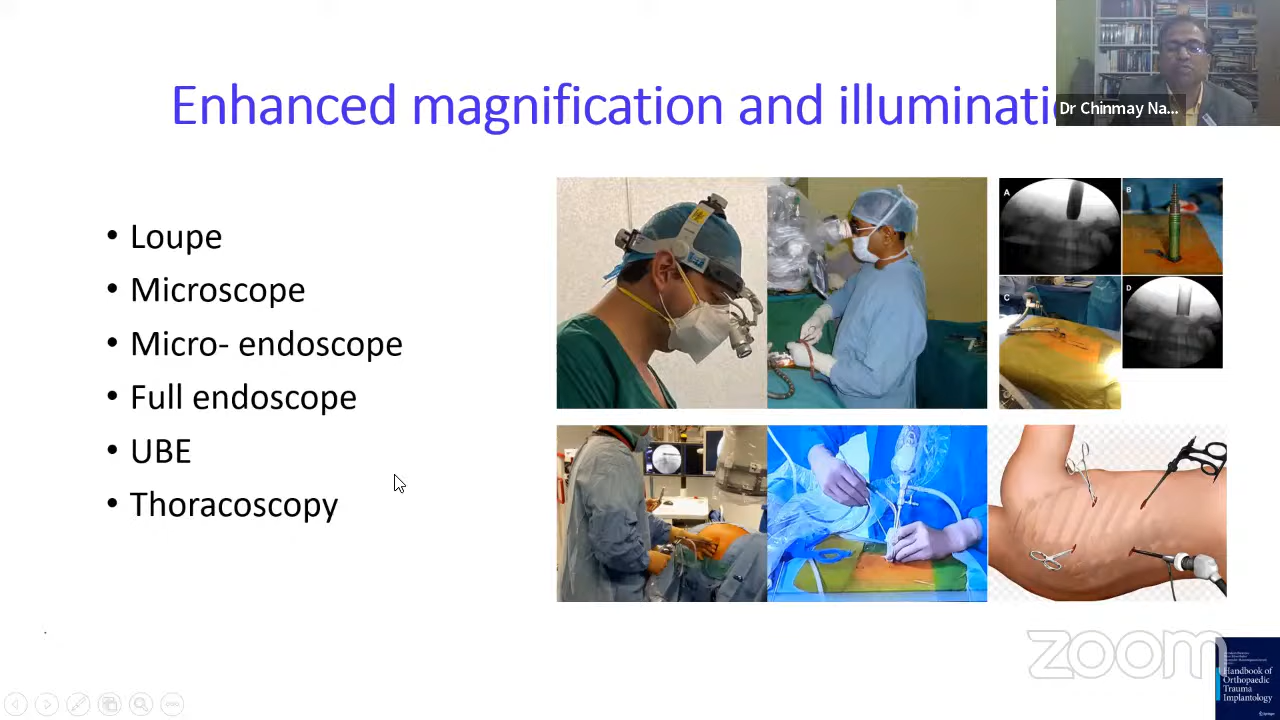 Enhanced magnification and illuminati
Dr Chinmay Na...
• Loupe
• Microscope
• Micro- endoscope
• Full endoscope
• UBE
• Thoracoscopy
A
B
C
D
zoom
Handbook of
Orthopaedic
Trauma
Implantology
Springer